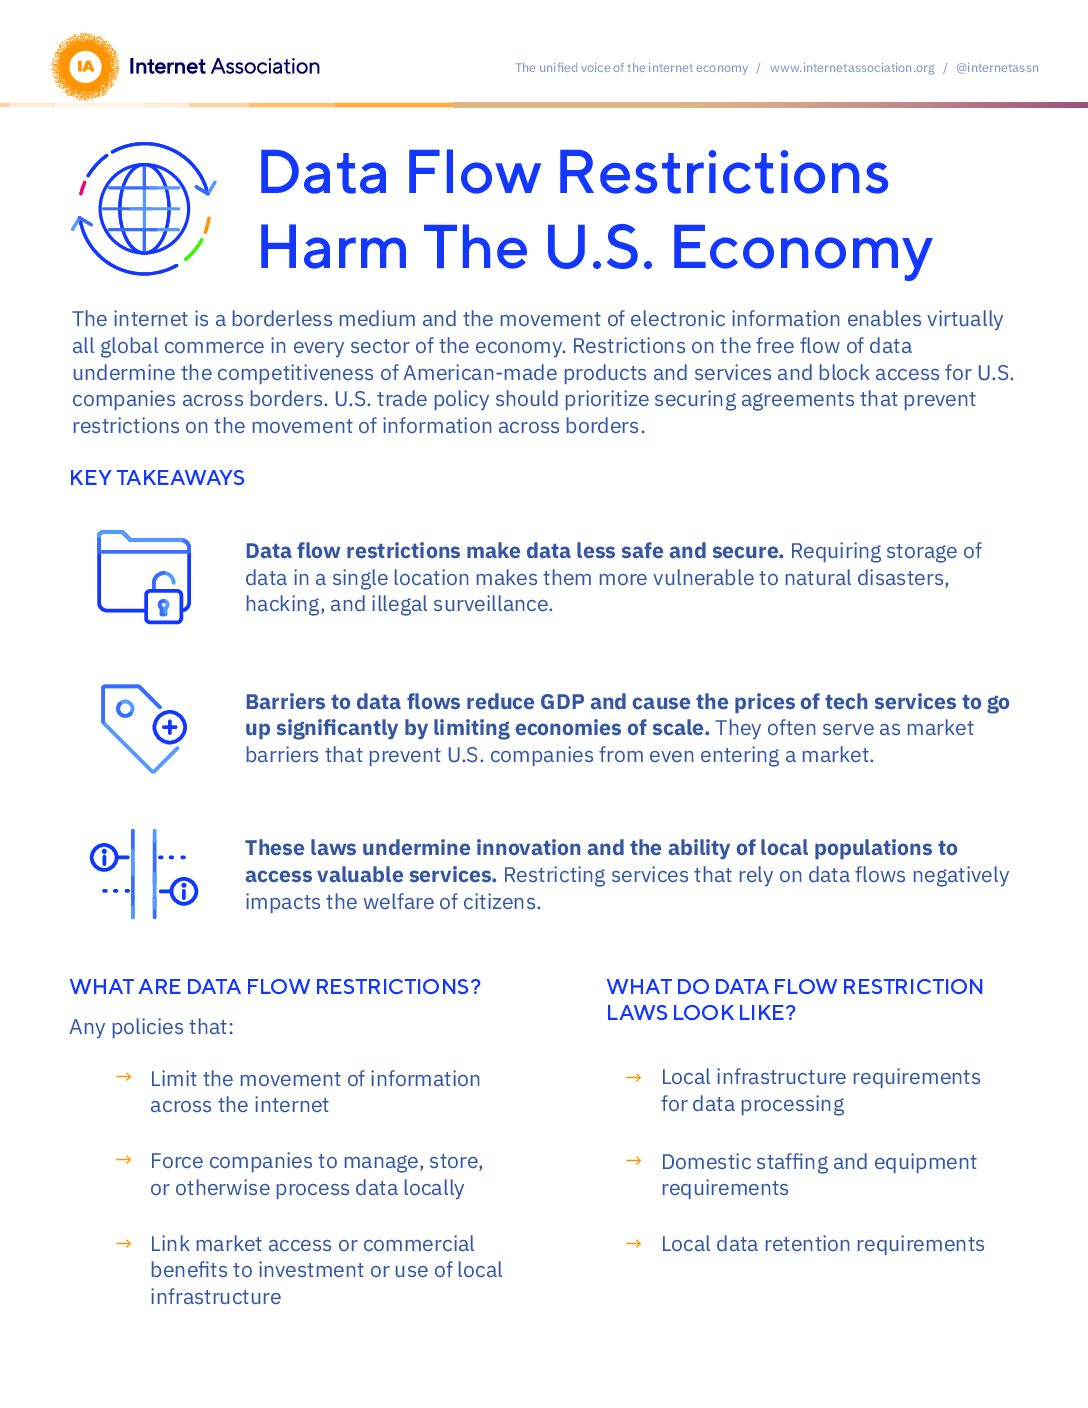 IA Internet Association
The unified voice of the internet economy / www.internetassociation.org / @internetassn
Data Flow Restrictions
Harm The U.S. Economy
The internet is a borderless medium and the movement of electronic information enables virtually
all global commerce in every sector of the economy. Restrictions on the free flow of data
undermine the competitiveness of American-made products and services and block access for U.S.
companies across borders. U.S. trade policy should prioritize securing agreements that prevent
restrictions on the movement of information across borders.
KEY TAKEAWAYS
Data flow restrictions make data less safe and secure. Requiring storage of
data in a single location makes them more vulnerable to natural disasters,
hacking, and illegal surveillance.
Barriers to data flows reduce GDP and cause the prices of tech services to go
up significantly by limiting economies of scale. They often serve as market
barriers that prevent U.S. companies from even entering a market.
These laws undermine innovation and the ability of local populations to
access valuable services. Restricting services that rely on data flows negatively
impacts the welfare of citizens.
WHAT ARE DATA FLOW RESTRICTIONS?
Any policies that:
→ Limit the movement of information
across the internet
→ Force companies to manage, store,
or otherwise process data locally
→ Link market access or commercial
benefits to investment or use of local
infrastructure
WHAT DO DATA FLOW RESTRICTION
LAWS LOOK LIKE?
→ Local infrastructure requirements
for data processing
→ Domestic staffing and equipment
requirements
→ Local data retention requirements